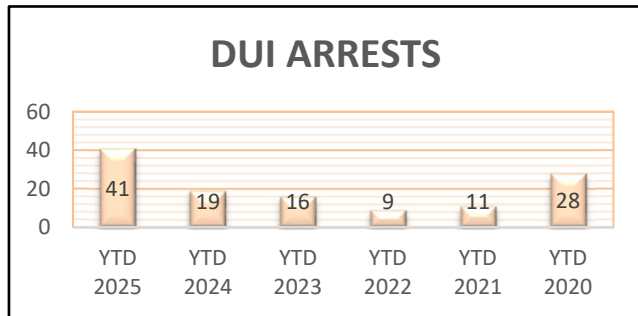 DUI ARRESTS
60
40
20
0
41
19
16
9
11
28
YTD 2025
YTD 2024
YTD 2023
YTD 2022
YTD 2021
YTD 2020